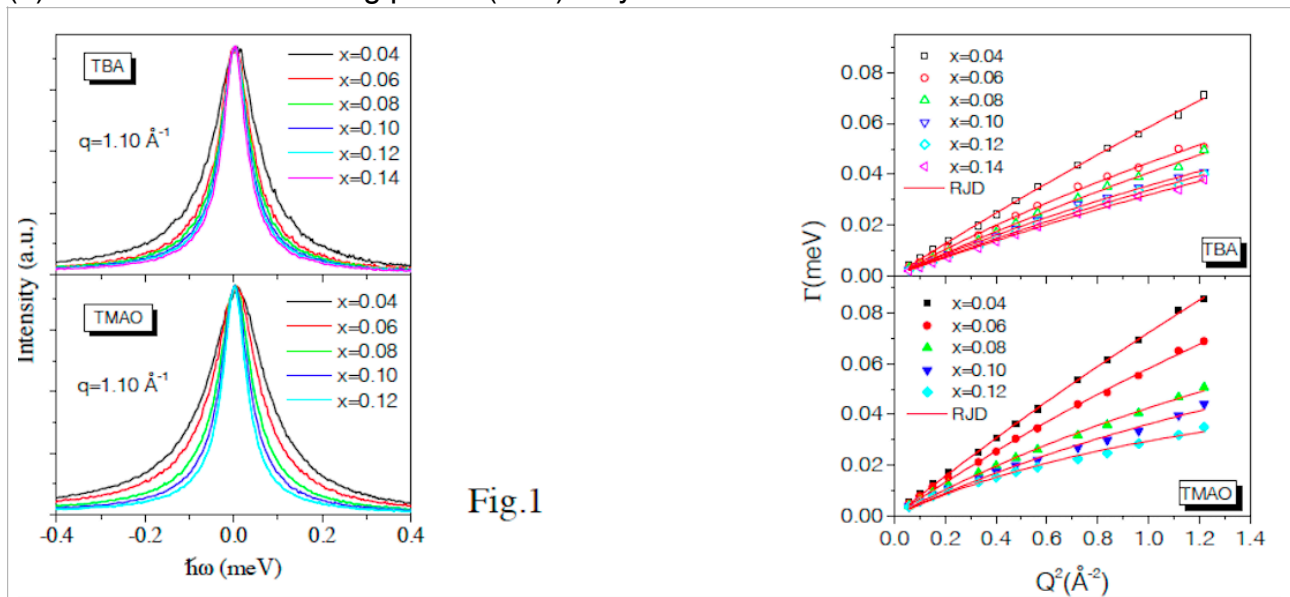 TBA
q=1.10 Å⁻¹
x=0.04
x=0.06
x=0.08
x=0.10
x=0.12
x=0.14
TMAO
q=1.10 Å⁻¹
x=0.04
x=0.06
x=0.08
x=0.10
x=0.12
Intensity (a.u.)
-0.4 -0.2 0.0 0.2 0.4
ħω (meV)
Fig.1
0.08
0.06
0.04
0.02
0.00
x=0.04
x=0.06
x=0.08
x=0.10
x=0.12
x=0.14
RJD
TBA
Γ(meV)
0.08
0.06
0.04
0.02
0.00
x=0.04
x=0.06
x=0.08
x=0.10
x=0.12
RJD
TMAO
0.0 0.2 0.4 0.6 0.8 1.0 1.2 1.4
Q²(Å⁻²)